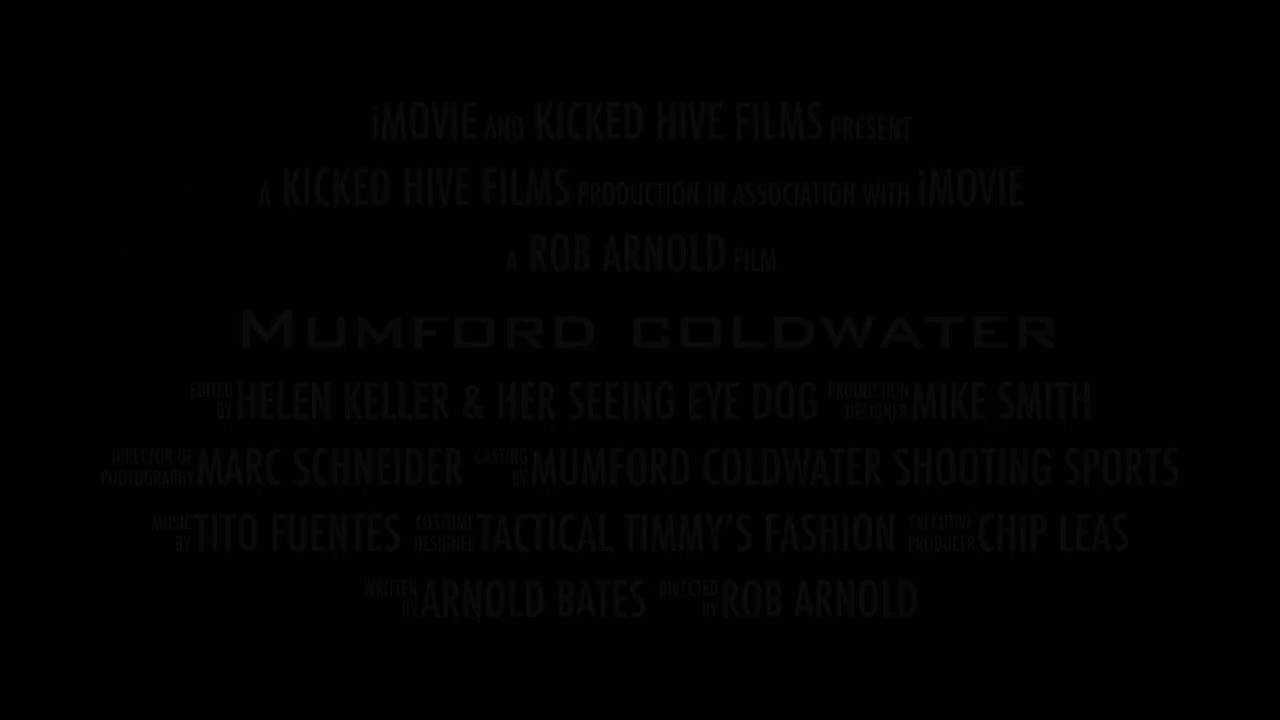 iMOVIE AND KICKED HIVE FILMS PRESENT
A KICKED HIVE FILMS PRODUCTION IN ASSOCIATION WITH iMOVIE
A ROB ARNOLD FILM
MUMFORD COLDWATER
EDITED BY HELEN KELLER & HER SEEING EYE DOG PRODUCTION DESIGNER MIKE SMITH
DIRECTOR OF PHOTOGRAPHY MARC SCHNEIDER CASTING BY MUMFORD COLDWATER SHOOTING SPORTS
MUSIC BY TITO FUENTES COSTUME DESIGNER TACTICAL TIMMY'S FASHION EXECUTIVE PRODUCER CHIP LEAS
WRITTEN BY ARNOLD BATES DIRECTED BY ROB ARNOLD